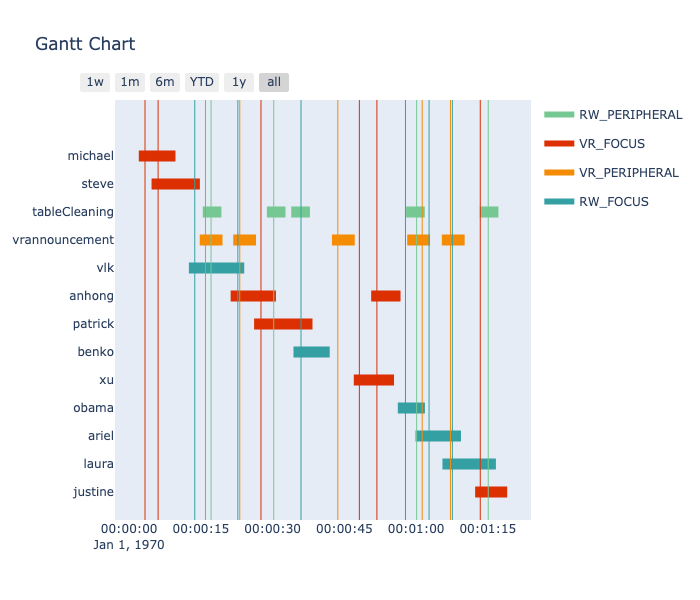 Gantt Chart
1w 1m 6m YTD 1y all
RW_PERIPHERAL
VR_FOCUS
VR_PERIPHERAL
RW_FOCUS
michael
steve
tableCleaning
vrannouncement
vlk
anhong
patrick
benko
xu
obama
ariel
laura
justine
00:00:00 00:00:15 00:00:30 00:00:45 00:01:00 00:01:15
Jan 1, 1970